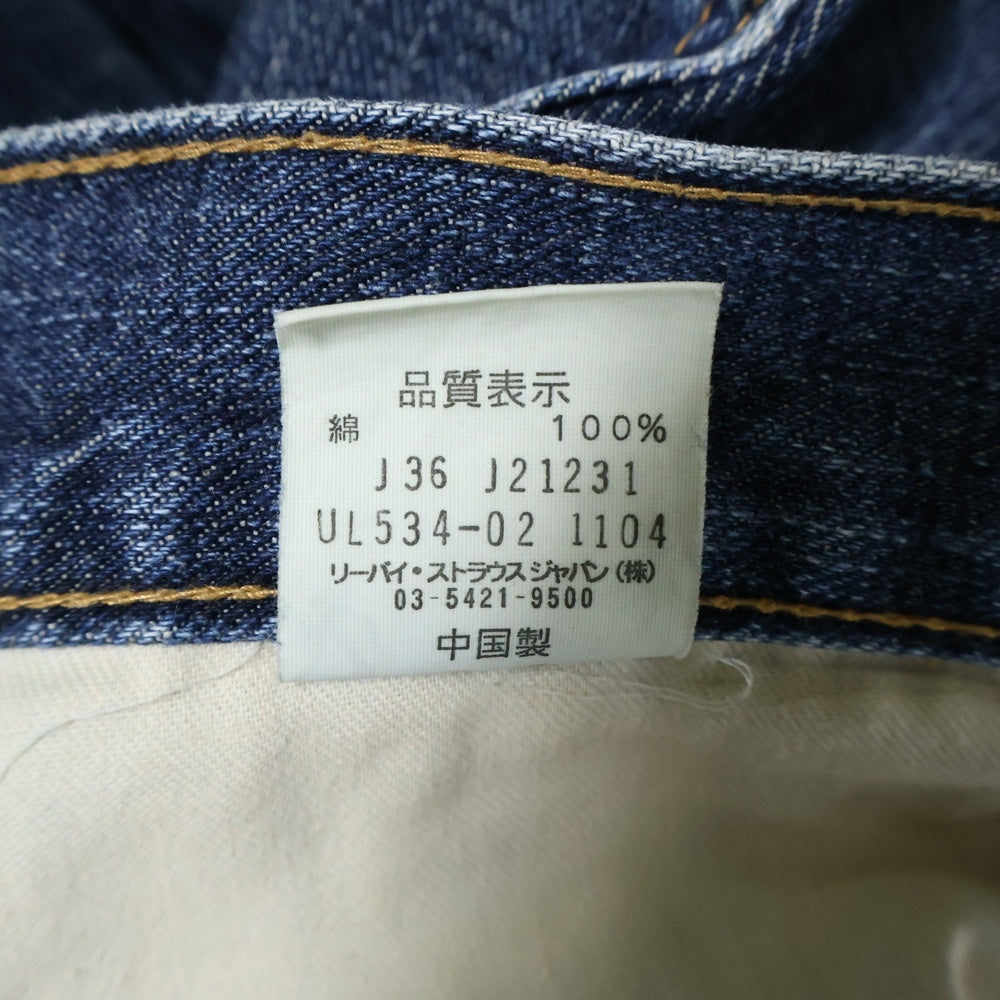 品質表示
綿 100%
J36 J21231
UL534-02 1104
リーバイ・ストラウスジャパン(株)
03-5421-9500
中国製